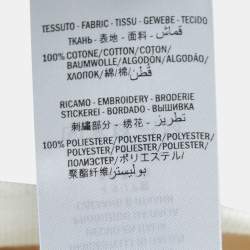 TESSUTO - FABRIC - TISSU - GEWEBE - TECIDO
ТКАНЬ - 表地 - 面料 - قماش
100% COTONE/COTTON/COTON/
BAUMWOLLE/ALGODÓN/ALGODÃO/
ХЛОПОК/綿/棉/قطن
RICAMO - EMBROIDERY - BRODERIE
STICKEREI - BORDADO - ВЫШИВКА
刺繍部分 - 绣花 - تطريز
100% POLIESTERE/POLYESTER/POLYESTER/
POLYESTER/POLIÉSTER/POLIÉSTER/
ПОЛИЭСТЕР/ポリエステル/
聚酯纤维/بوليستر